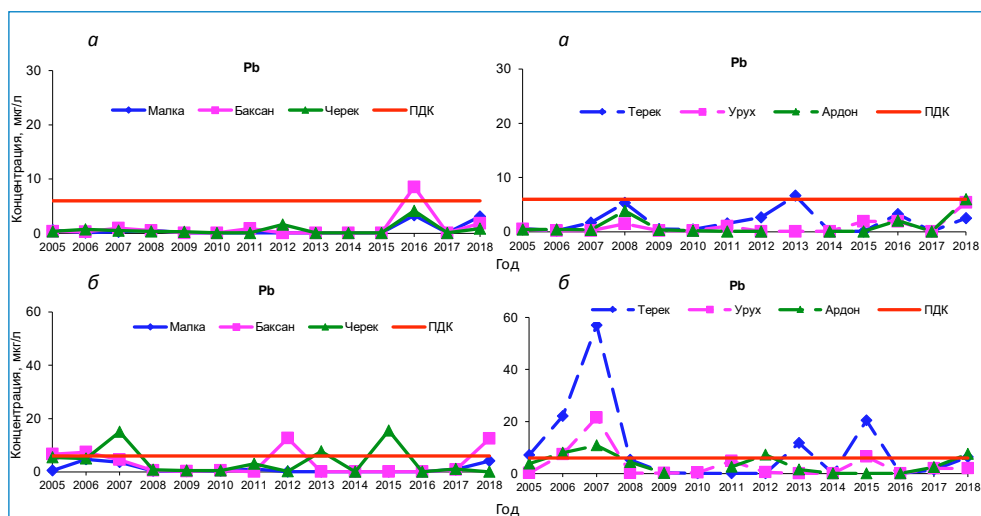 а
Pb
Концентрация, мкг/л
30
20
10
0
Малка Баксан Черек ПДК
2005 2006 2007 2008 2009 2010 2011 2012 2013 2014 2015 2016 2017 2018
а
Pb
30
20
10
0
Терек Урух Ардон ПДК
2005 2006 2007 2008 2009 2010 2011 2012 2013 2014 2015 2016 2017 2018
Год
б
Pb
Концентрация, мкг/л
60
40
20
0
Малка Баксан Черек ПДК
2005 2006 2007 2008 2009 2010 2011 2012 2013 2014 2015 2016 2017 2018
б
Pb
60
40
20
0
Терек Урух Ардон ПДК
2005 2006 2007 2008 2009 2010 2011 2012 2013 2014 2015 2016 2017 2018
Год